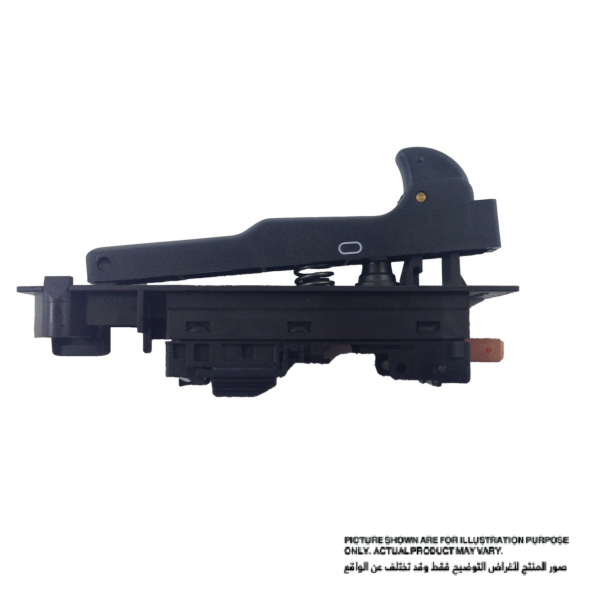 PICTURE SHOWN ARE FOR ILLUSTRATION PURPOSE
ONLY. ACTUAL PRODUCT MAY VARY.
صور المنتج لأغراض التوضيح فقط وقد تختلف عن الواقع